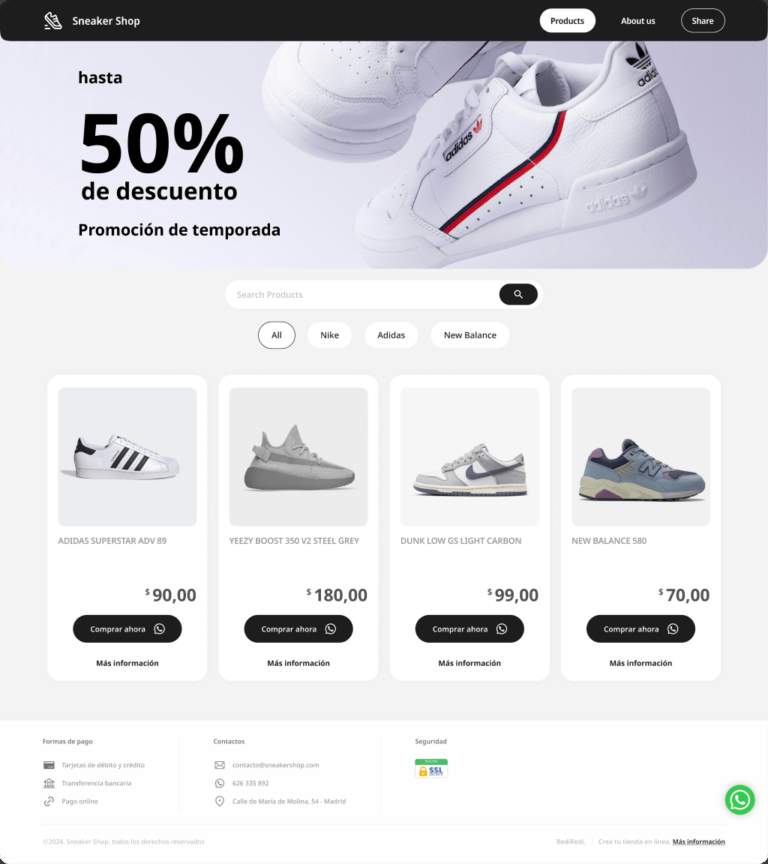 Sneaker Shop
Products
About us
Share
hasta
50%
de descuento
Promoción de temporada
adidas
adidas
adidas
Search Products
All
Nike
Adidas
New Balance
ADIDAS SUPERSTAR ADV 89
$ 90,00
Comprar ahora
Más información
YEEZY BOOST 350 V2 STEEL GREY
$ 180,00
Comprar ahora
Más información
DUNK LOW GS LIGHT CARBON
$ 99,00
Comprar ahora
Más información
NEW BALANCE 580
$ 70,00
Comprar ahora
Más información
Formas de pago
Tarjetas de débito y crédito
Transferencia bancaria
Pago online
Contactos
contacto@sneakershop.com
626 335 892
Calle de María de Molina, 54 - Madrid
Seguridad
SSL
©2024. Sneaker Shop. todos los derechos reservados
RediRedi.
Crea tu tienda en línea. Más información